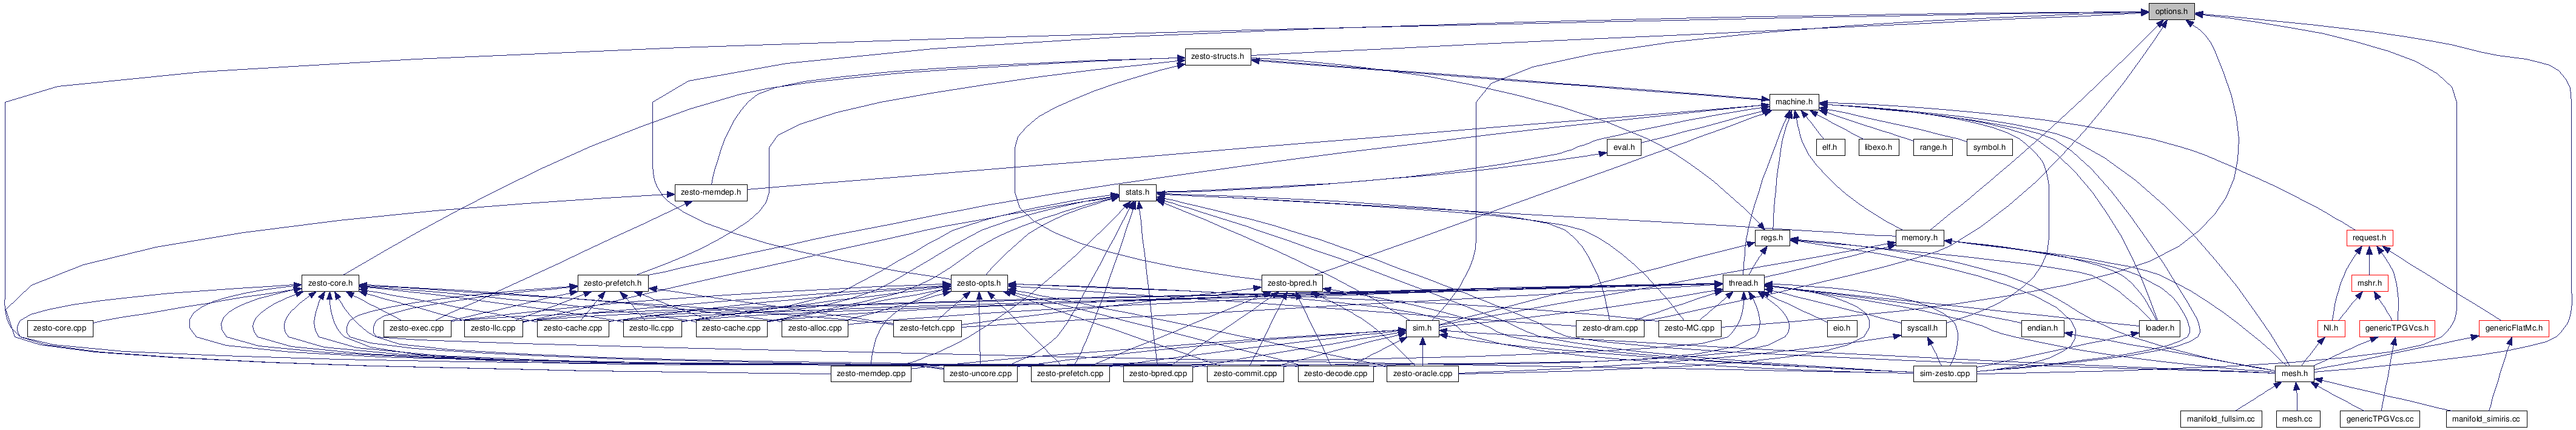 options.h
zesto-structs.h
machine.h
eval.h
elf.h
libexo.h
range.h
symbol.h
zesto-memdep.h
stats.h
regs.h
memory.h
request.h
zesto-core.h
zesto-prefetch.h
zesto-opts.h
zesto-bpred.h
thread.h
mshr.h
zesto-core.cpp
zesto-exec.cpp
zesto-llc.cpp
zesto-cache.cpp
zesto-llc.cpp
zesto-cache.cpp
zesto-alloc.cpp
zesto-fetch.cpp
sim.h
zesto-dram.cpp
zesto-MC.cpp
eio.h
syscall.h
endian.h
loader.h
NI.h
genericTPGVcs.h
genericFlatMc.h
zesto-memdep.cpp
zesto-uncore.cpp
zesto-prefetch.cpp
zesto-bpred.cpp
zesto-commit.cpp
zesto-decode.cpp
zesto-oracle.cpp
sim-zesto.cpp
mesh.h
manifold_fullsim.cc
mesh.cc
genericTPGVcs.cc
manifold_simiris.cc